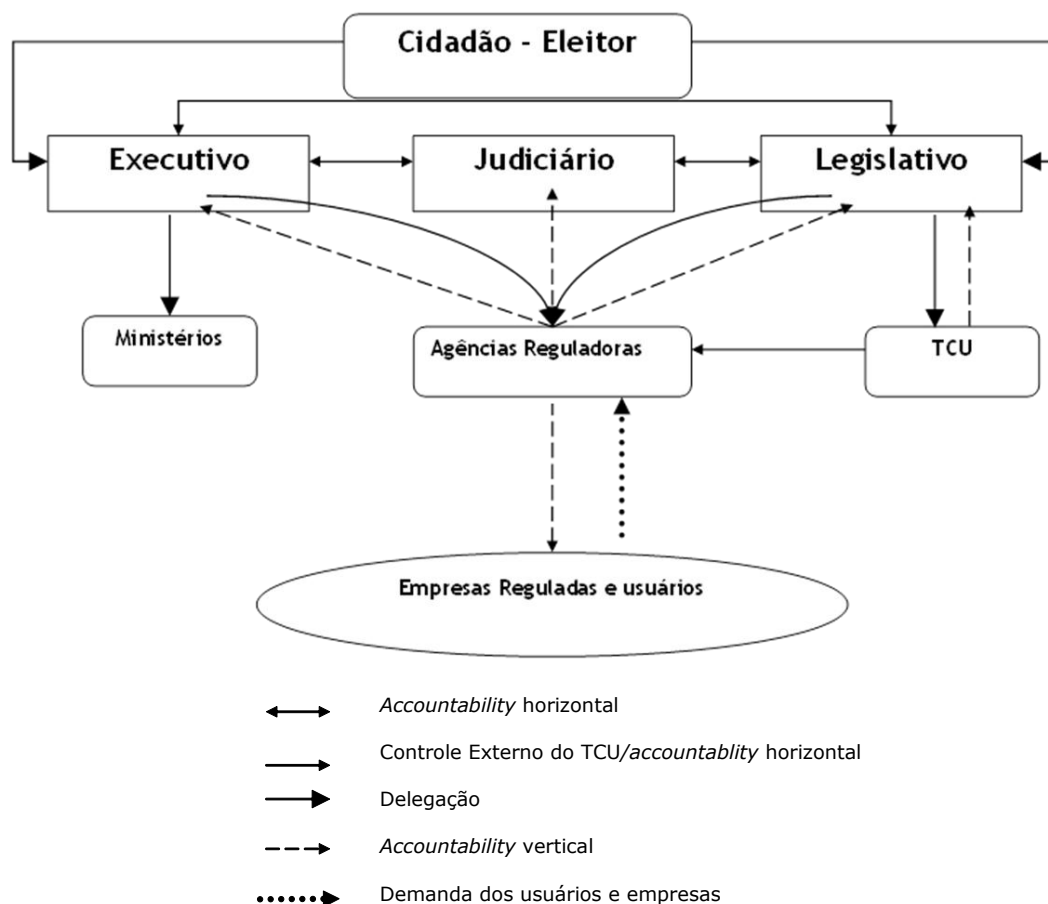 Cidadão - Eleitor
Executivo
Judiciário
Legislativo
Ministérios
Agências Reguladoras
TCU
Empresas Reguladas e usuários
Accountability horizontal
Controle Externo do TCU/accountablity horizontal
Delegação
Accountability vertical
Demanda dos usuários e empresas